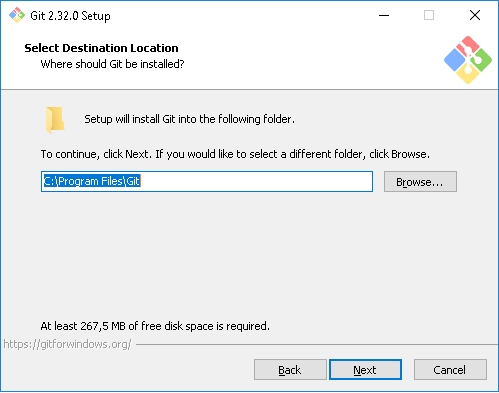 Git 2.32.0 Setup
Select Destination Location
Where should Git be installed?
Setup will install Git into the following folder.
To continue, click Next. If you would like to select a different folder, click Browse.
C:\Program Files\Git
Browse...
At least 267,5 MB of free disk space is required.
https://gitforwindows.org/
Back
Next
Cancel